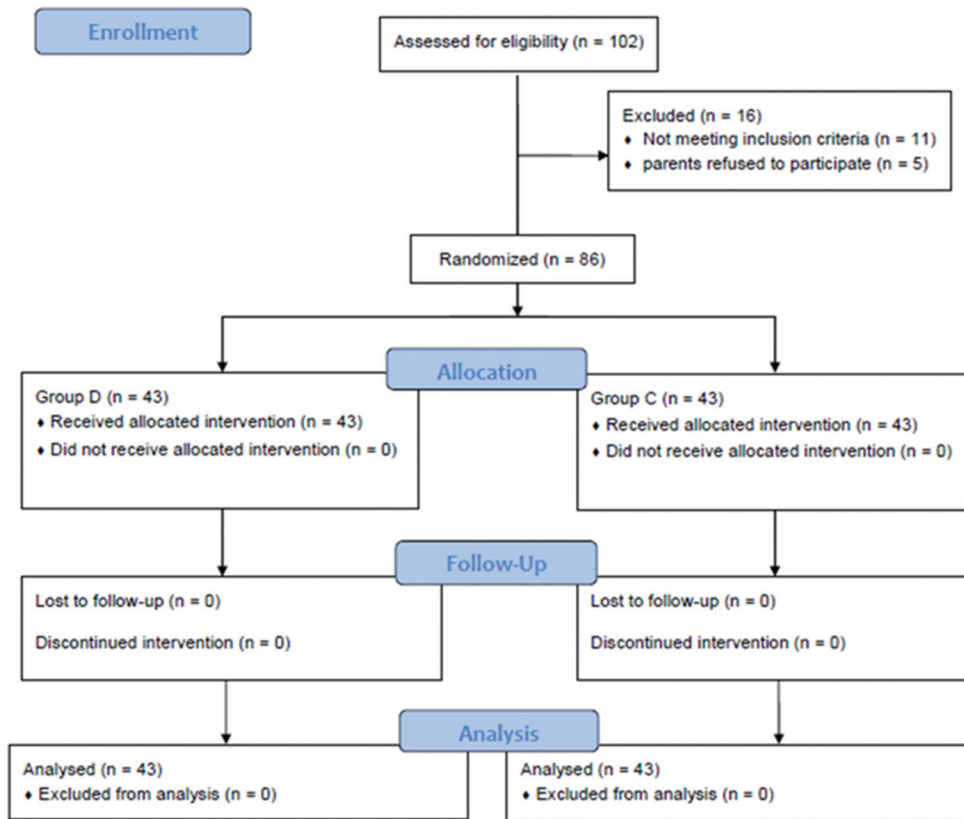 Enrollment
Assessed for eligibility (n = 102)
Excluded (n = 16)
♦ Not meeting inclusion criteria (n = 11)
♦ parents refused to participate (n = 5)
Randomized (n = 86)
Allocation
Group D (n = 43)
♦ Received allocated intervention (n = 43)
♦ Did not receive allocated intervention (n = 0)
Group C (n = 43)
♦ Received allocated intervention (n = 43)
♦ Did not receive allocated intervention (n = 0)
Follow-Up
Lost to follow-up (n = 0)
Discontinued intervention (n = 0)
Lost to follow-up (n = 0)
Discontinued intervention (n = 0)
Analysis
Analysed (n = 43)
♦ Excluded from analysis (n = 0)
Analysed (n = 43)
♦ Excluded from analysis (n = 0)